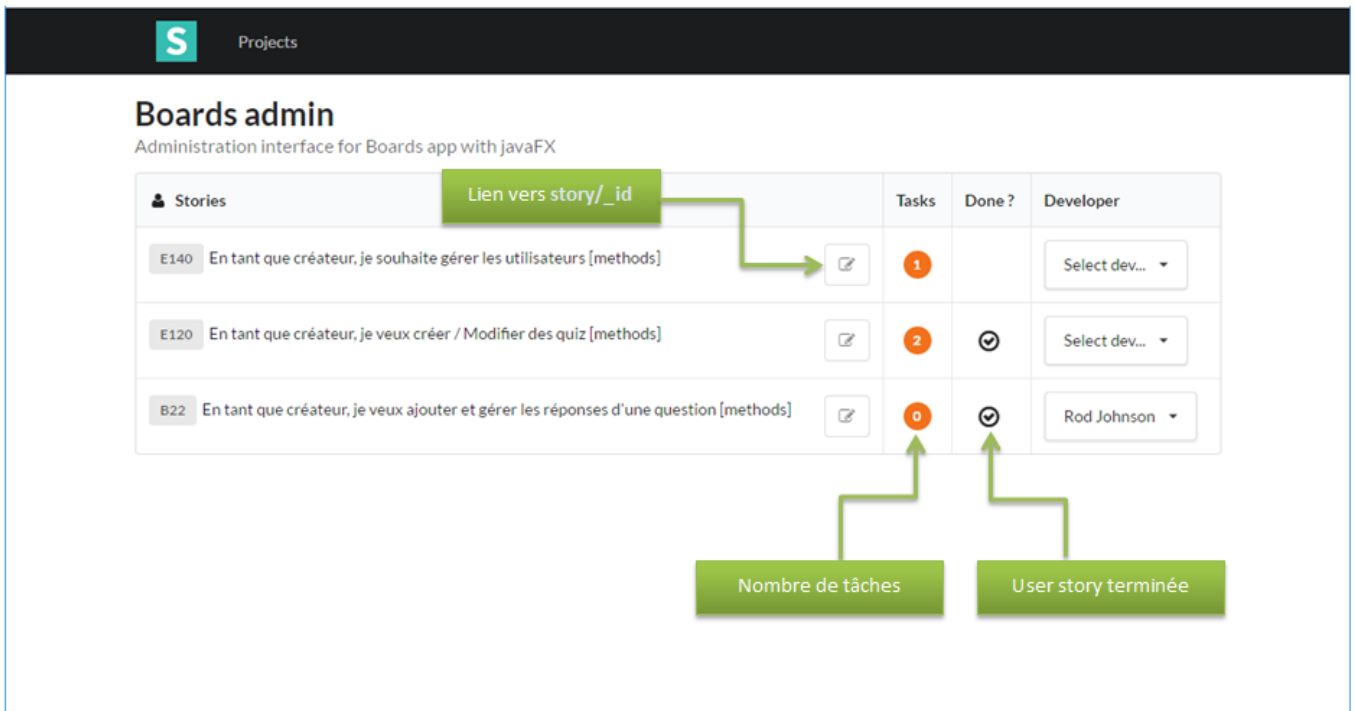 S Projects
Boards admin
Administration interface for Boards app with javaFX
Stories Lien vers story/_id Tasks Done ? Developer
E140 En tant que créateur, je souhaite gérer les utilisateurs [methods] 1 Select dev...
E120 En tant que créateur, je veux créer / Modifier des quiz [methods] 2 Select dev...
B22 En tant que créateur, je veux ajouter et gérer les réponses d'une question [methods] 0 Rod Johnson
Nombre de tâches User story terminée